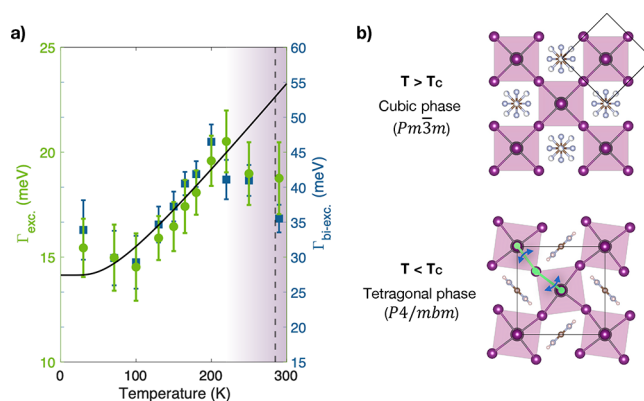 a)
25
20
15
10
Γexc. (meV)
0
100
200
300
Temperature (K)
60
55
50
45
40
35
30
25
20
15
10
Γbi-exc. (meV)
b)
T > TC
Cubic phase
(Pm3̅m)
T < TC
Tetragonal phase
(P4/mbm)